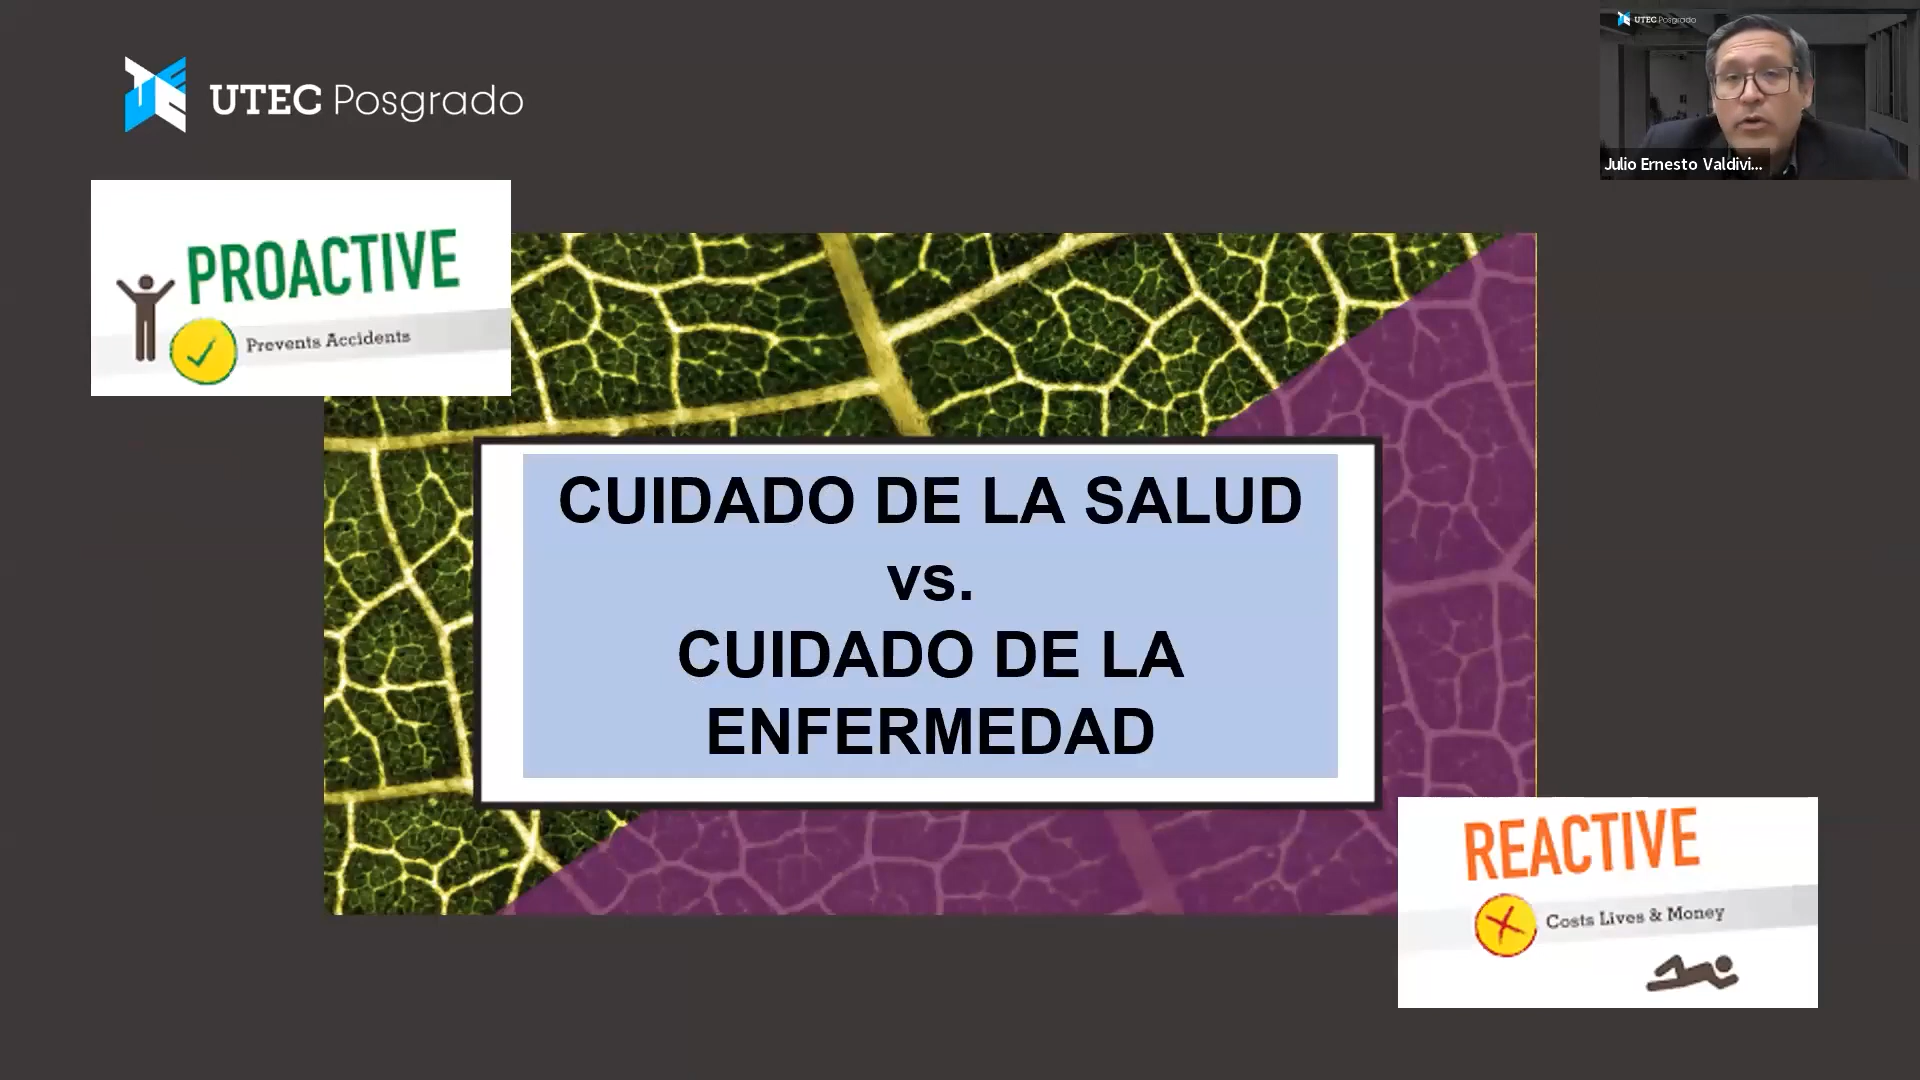 UTEC Posgrado
UTEC Posgrado
Julio Ernesto Valdivi...
PROACTIVE
Prevents Accidents
CUIDADO DE LA SALUD
vs.
CUIDADO DE LA
ENFERMEDAD
REACTIVE
Costs Lives & Money